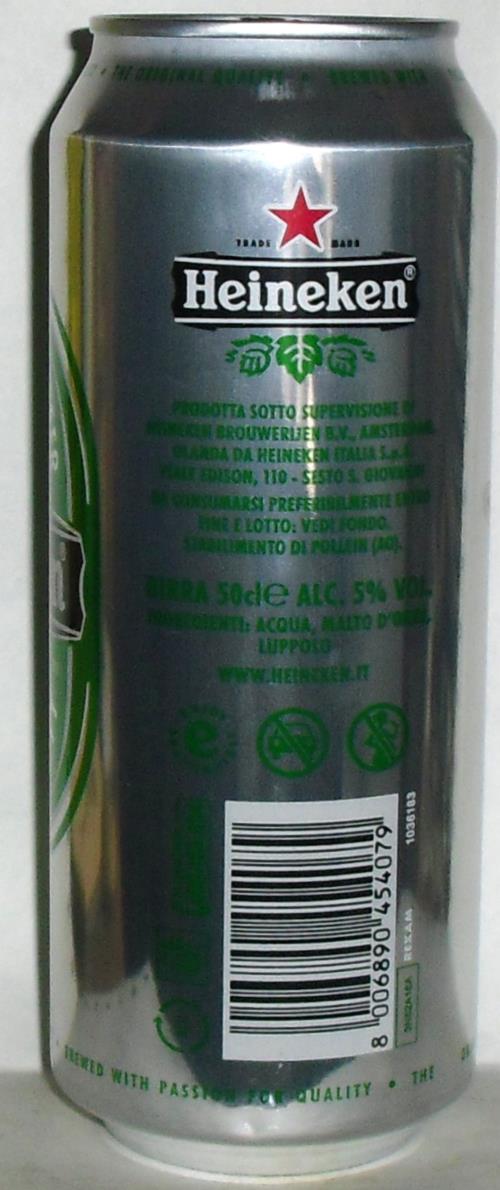 • THE ORIGINAL QUALITY • BREWED WITH
TRADE MARK
Heineken®
PRODOTTA SOTTO SUPERVISIONE DI
HEINEKEN BROUWERIJEN B.V., AMSTERDAM
OLANDA DA HEINEKEN ITALIA S.p.A.
VIALE EDISON, 110 - SESTO S. GIOVANNI
DA CONSUMARSI PREFERIBILMENTE ENTRO
FINE E LOTTO: VEDI FONDO.
STABILIMENTO DI POLLEIN (AO).
BIRRA 50cl℮ ALC. 5% VOL.
INGREDIENTI: ACQUA, MALTO D'ORZO,
LUPPOLO
WWW.HEINEKEN.IT
8 006890 454079
REXAM 1036183
BREWED WITH PASSION FOR QUALITY • THE